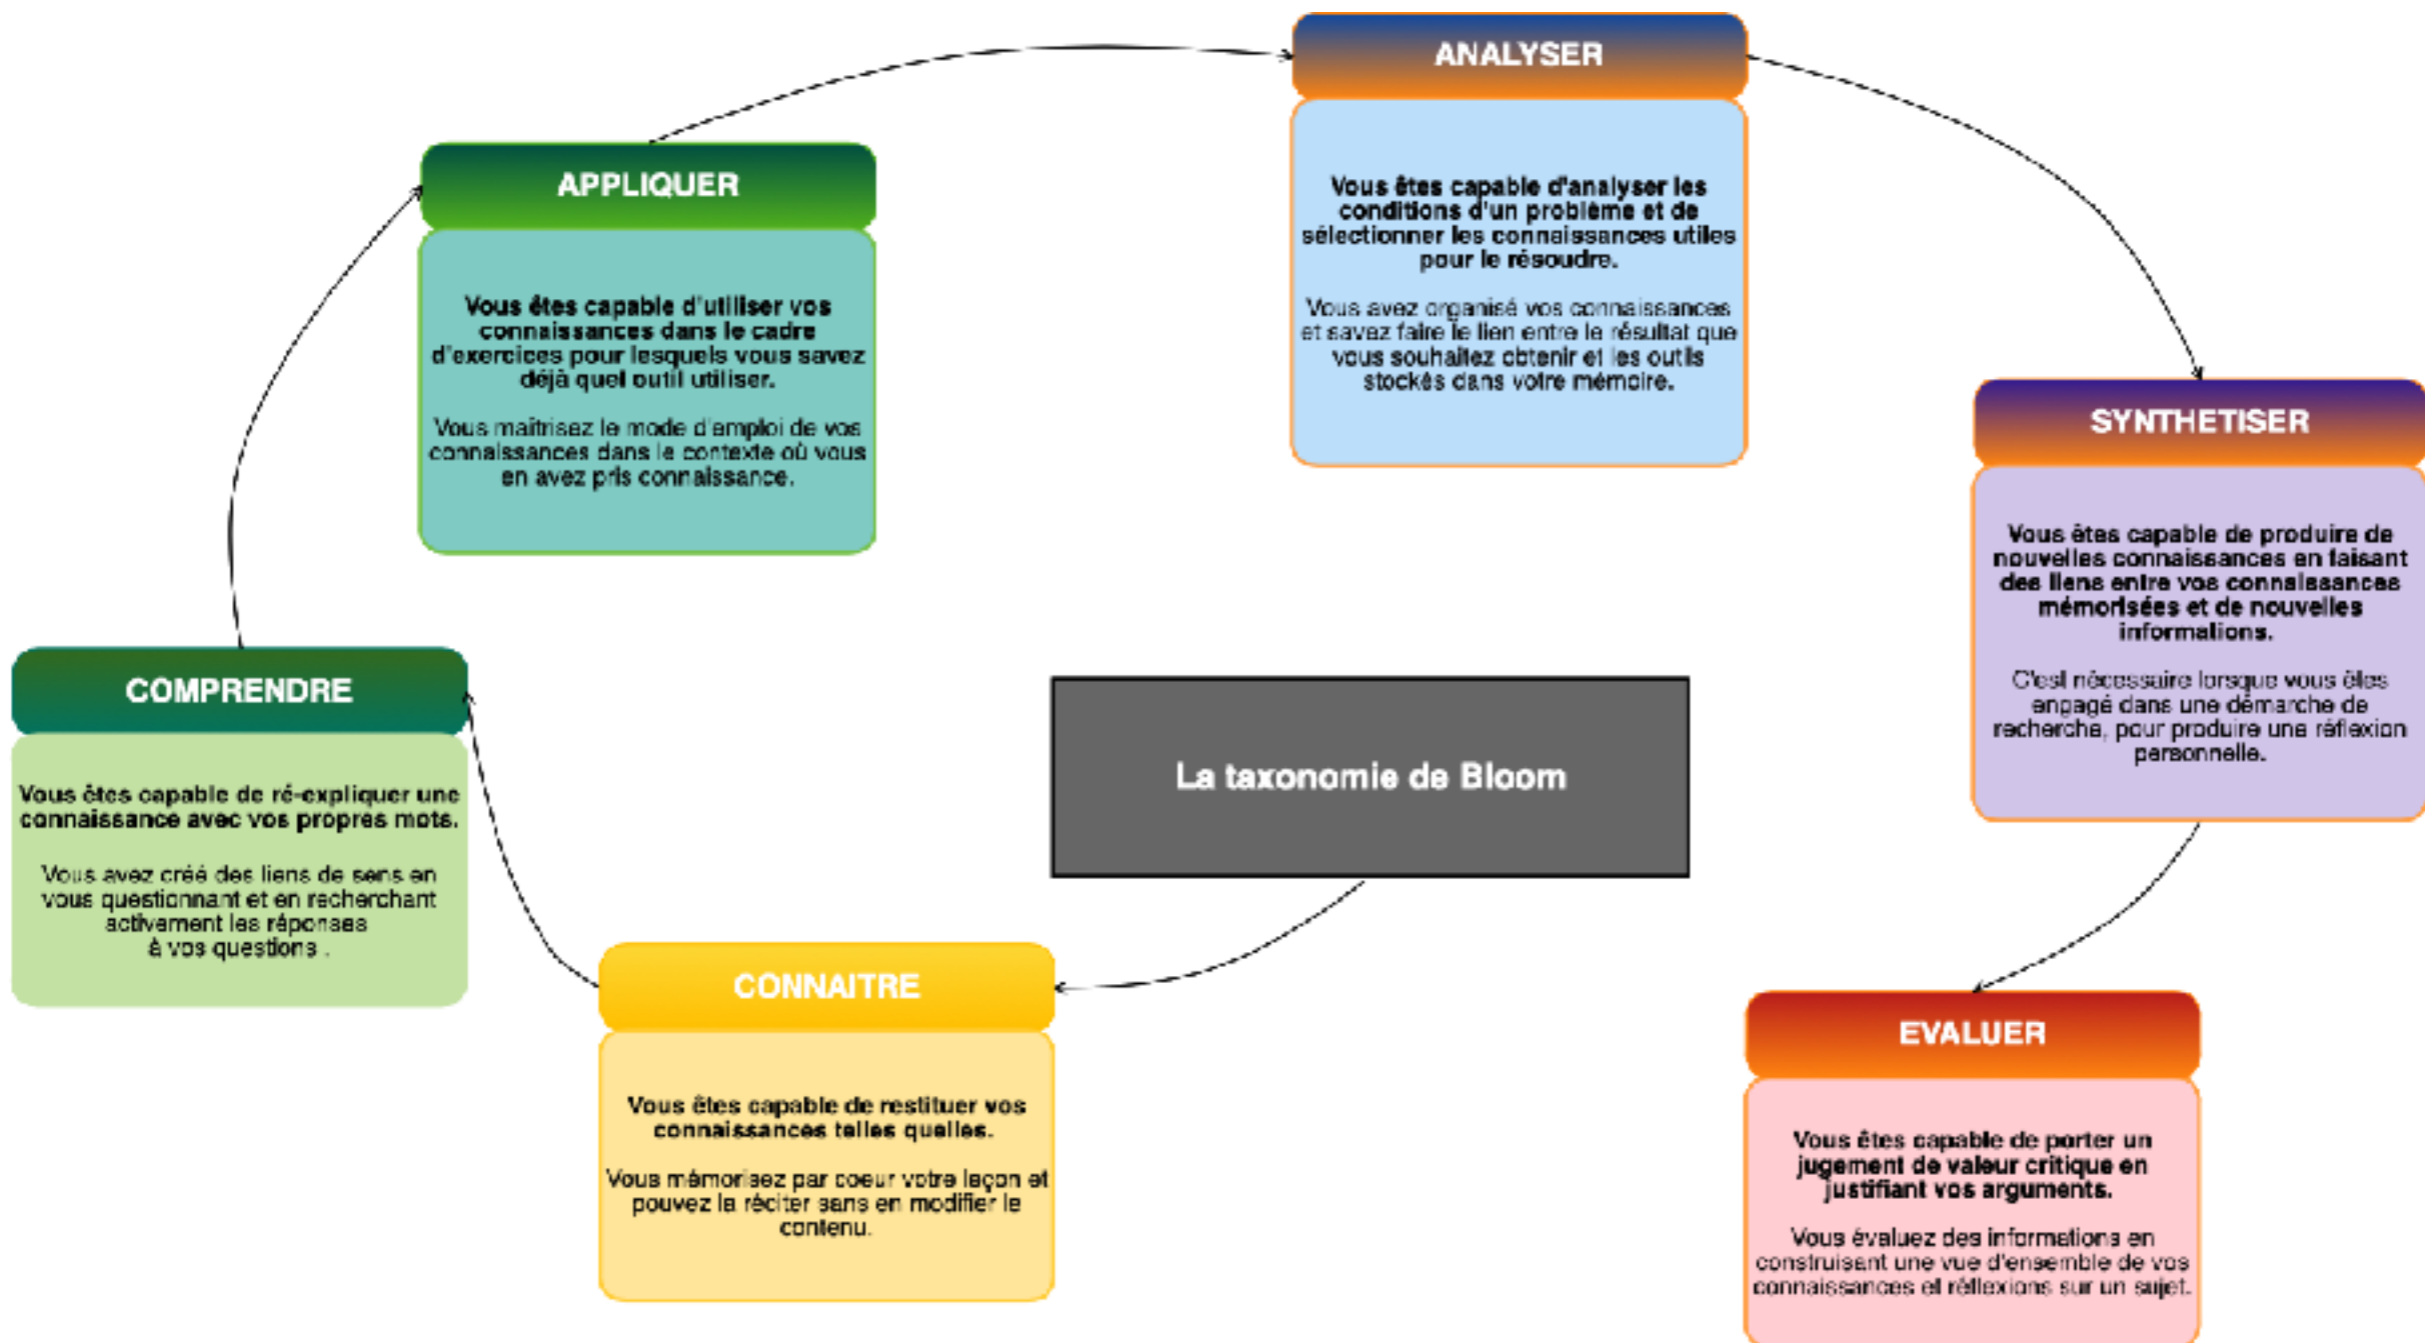 La taxonomie de Bloom
CONNAITRE
Vous êtes capable de restituer vos
connaissances telles quelles.
Vous mémorisez par coeur votre leçon et
pouvez la réciter sans en modifier le
contenu.
COMPRENDRE
Vous êtes capable de ré-expliquer une
connaissance avec vos propres mots.
Vous avez créé des liens de sens en
vous questionnant et en recherchant
activement les réponses
à vos questions .
APPLIQUER
Vous êtes capable d'utiliser vos
connaissances dans le cadre
d'exercices pour lesquels vous savez
déjà quel outil utiliser.
Vous maîtrisez le mode d'emploi de vos
connaissances dans le contexte où vous
en avez pris connaissance.
ANALYSER
Vous êtes capable d'analyser les
conditions d'un problème et de
sélectionner les connaissances utiles
pour le résoudre.
Vous avez organisé vos connaissances
et savez faire le lien entre le résultat que
vous souhaitez obtenir et les outils
stockés dans votre mémoire.
SYNTHETISER
Vous êtes capable de produire de
nouvelles connaissances en faisant
des liens entre vos connaissances
mémorisées et de nouvelles
informations.
C'est nécessaire lorsque vous êtes
engagé dans une démarche de
recherche, pour produire une réflexion
personnelle.
EVALUER
Vous êtes capable de porter un
jugement de valeur critique en
justifiant vos arguments.
Vous évaluez des informations en
construisant une vue d'ensemble de vos
connaissances et réflexions sur un sujet.